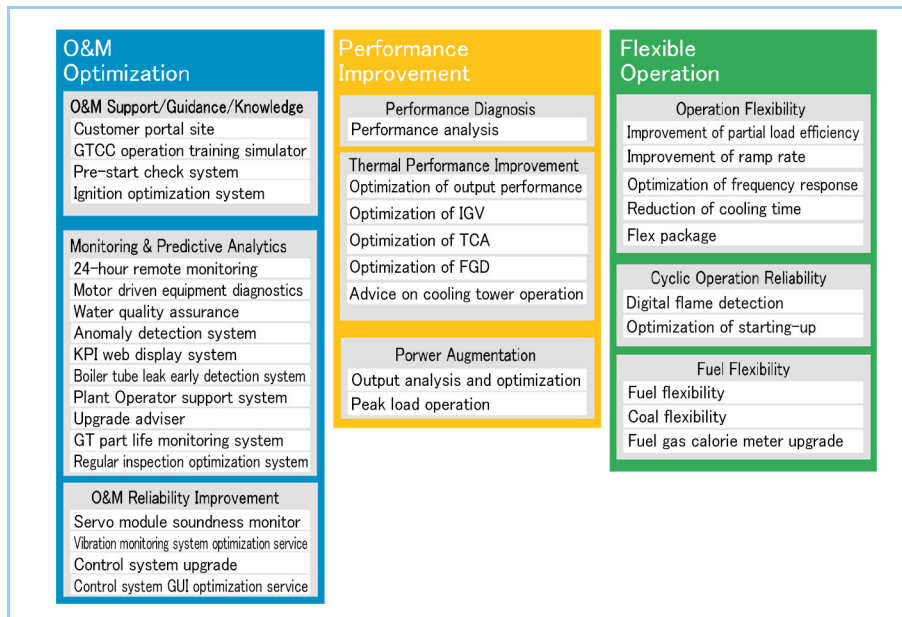 O&M
Optimization
O&M Support/Guidance/Knowledge
Customer portal site
GTCC operation training simulator
Pre-start check system
Ignition optimization system
Monitoring & Predictive Analytics
24-hour remote monitoring
Motor driven equipment diagnostics
Water quality assurance
Anomaly detection system
KPI web display system
Boiler tube leak early detection system
Plant Operator support system
Upgrade adviser
GT part life monitoring system
Regular inspection optimization system
O&M Reliability Improvement
Servo module soundness monitor
Vibration monitoring system optimization service
Control system upgrade
Control system GUI optimization service
Performance
Improvement
Performance Diagnosis
Performance analysis
Thermal Performance Improvement
Optimization of output performance
Optimization of IGV
Optimization of TCA
Optimization of FGD
Advice on cooling tower operation
Porwer Augmentation
Output analysis and optimization
Peak load operation
Flexible
Operation
Operation Flexibility
Improvement of partial load efficiency
Improvement of ramp rate
Optimization of frequency response
Reduction of cooling time
Flex package
Cyclic Operation Reliability
Digital flame detection
Optimization of starting-up
Fuel Flexibility
Fuel flexibility
Coal flexibility
Fuel gas calorie meter upgrade